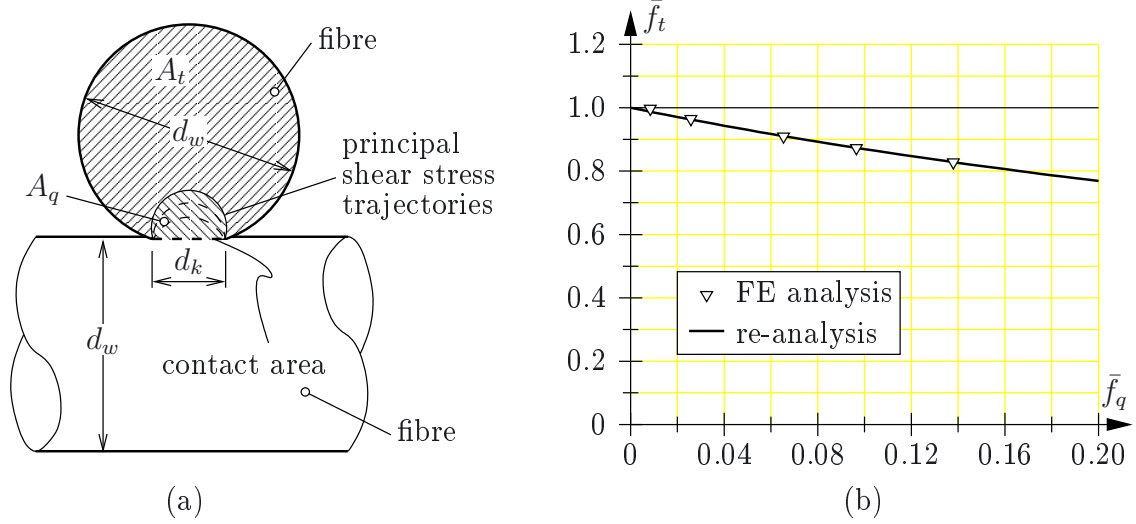 fibre
A_t
d_w
principal
shear stress
trajectories
A_q
d_k
d_w
contact area
fibre
(a)
f̄_t
1.2
1.0
0.8
0.6
0.4
0.2
0
FE analysis
re-analysis
f̄_q
0 0.04 0.08 0.12 0.16 0.20
(b)